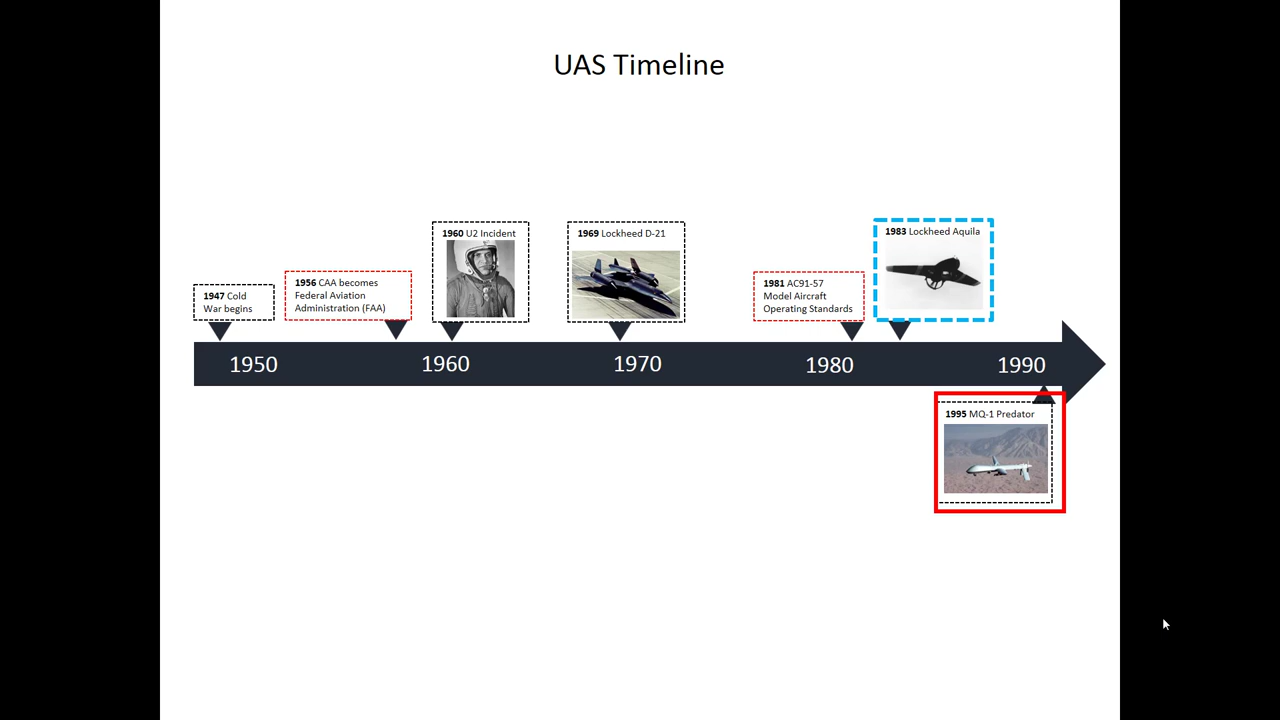 UAS Timeline
1947 Cold
War begins
1956 CAA becomes
Federal Aviation
Administration (FAA)
1960 U2 Incident
1969 Lockheed D-21
1981 AC91-57
Model Aircraft
Operating Standards
1983 Lockheed Aquila
1950 1960 1970 1980 1990
1995 MQ-1 Predator